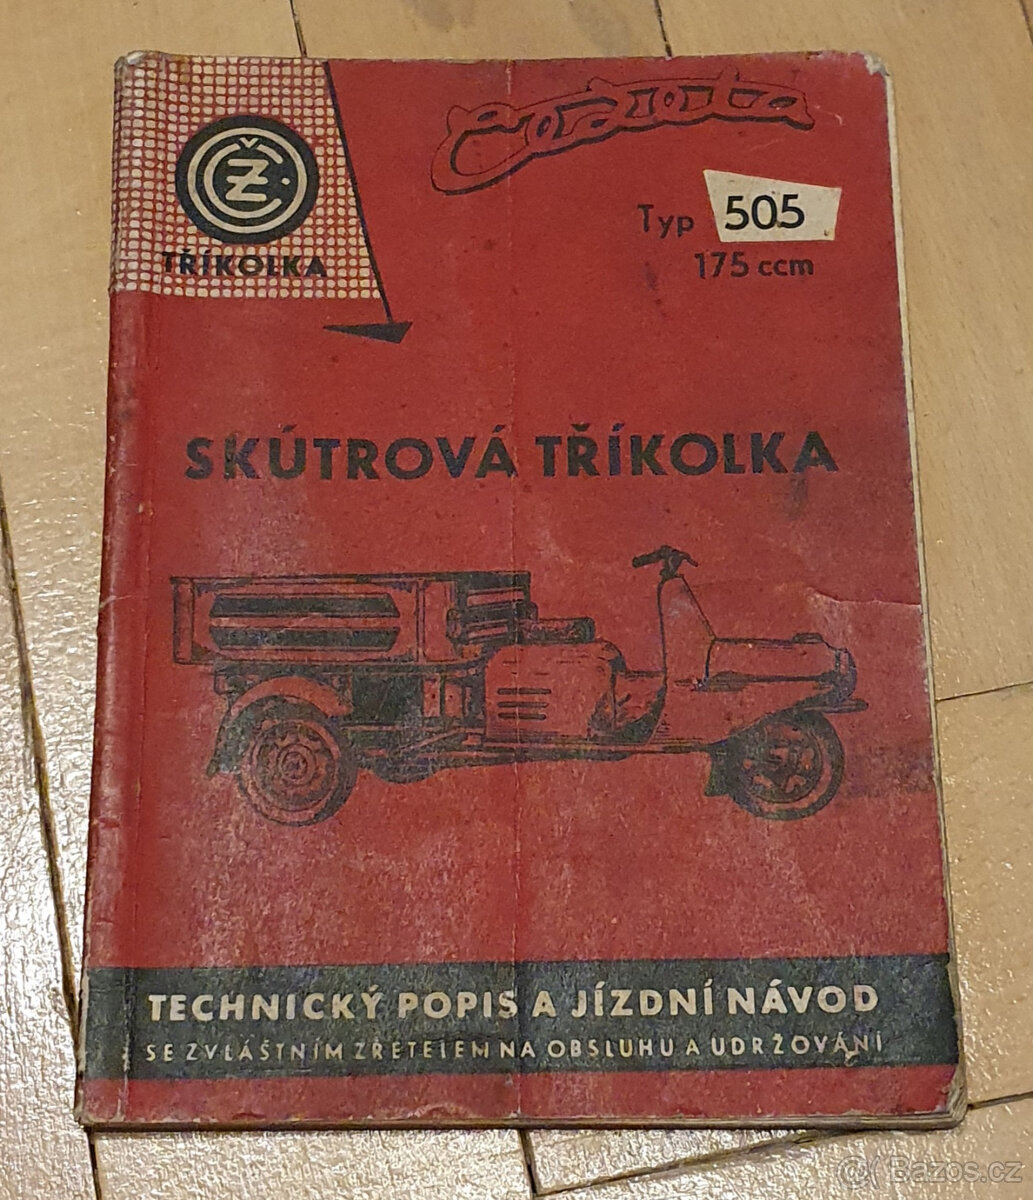 ČZ
TŘÍKOLKA
Čezeta
Typ 505
175 ccm
SKÚTROVÁ TŘÍKOLKA
TECHNICKÝ POPIS A JÍZDNÍ NÁVOD
SE ZVLÁŠTNÍM ZŘETELEM NA OBSLUHU A UDRŽOVÁNÍ
@ Bazos.cz